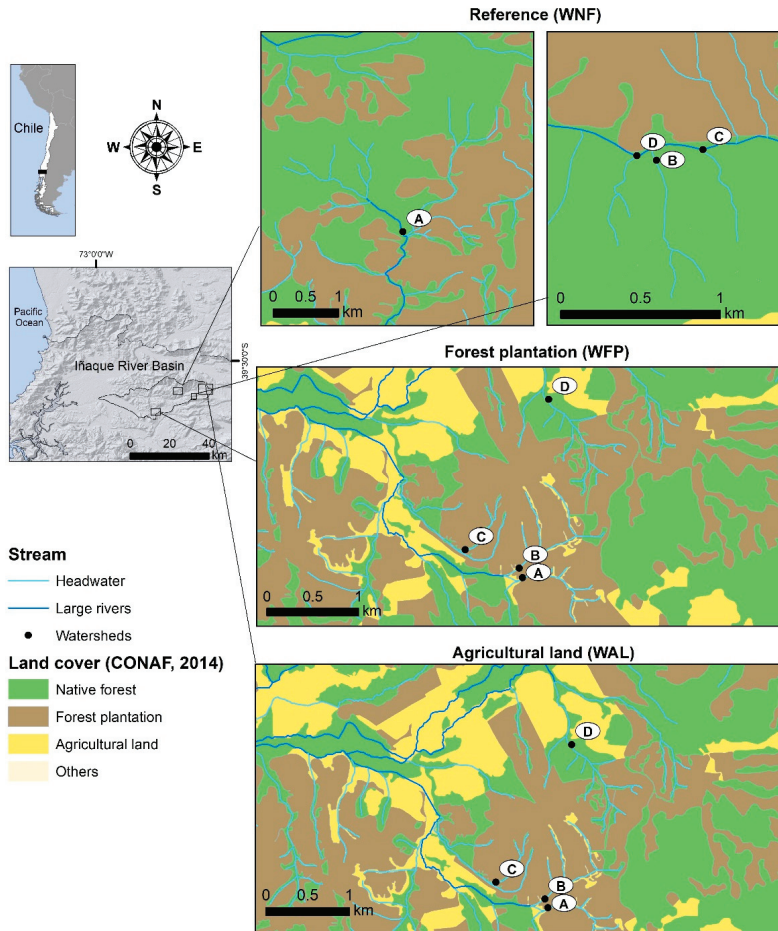 Reference (WNF)
Chile
N
W E
S
A
0 0.5 1
km
D
B
C
0 0.5 1
km
73°0'0"W
Pacific
Ocean
Iñaque River Basin
39°30'0"S
0 20 40
km
Forest plantation (WFP)
D
C
B
A
0 0.5 1
km
Stream
Headwater
Large rivers
Watersheds
Land cover (CONAF, 2014)
Native forest
Forest plantation
Agricultural land
Others
Agricultural land (WAL)
D
C
B
A
0 0.5 1
km